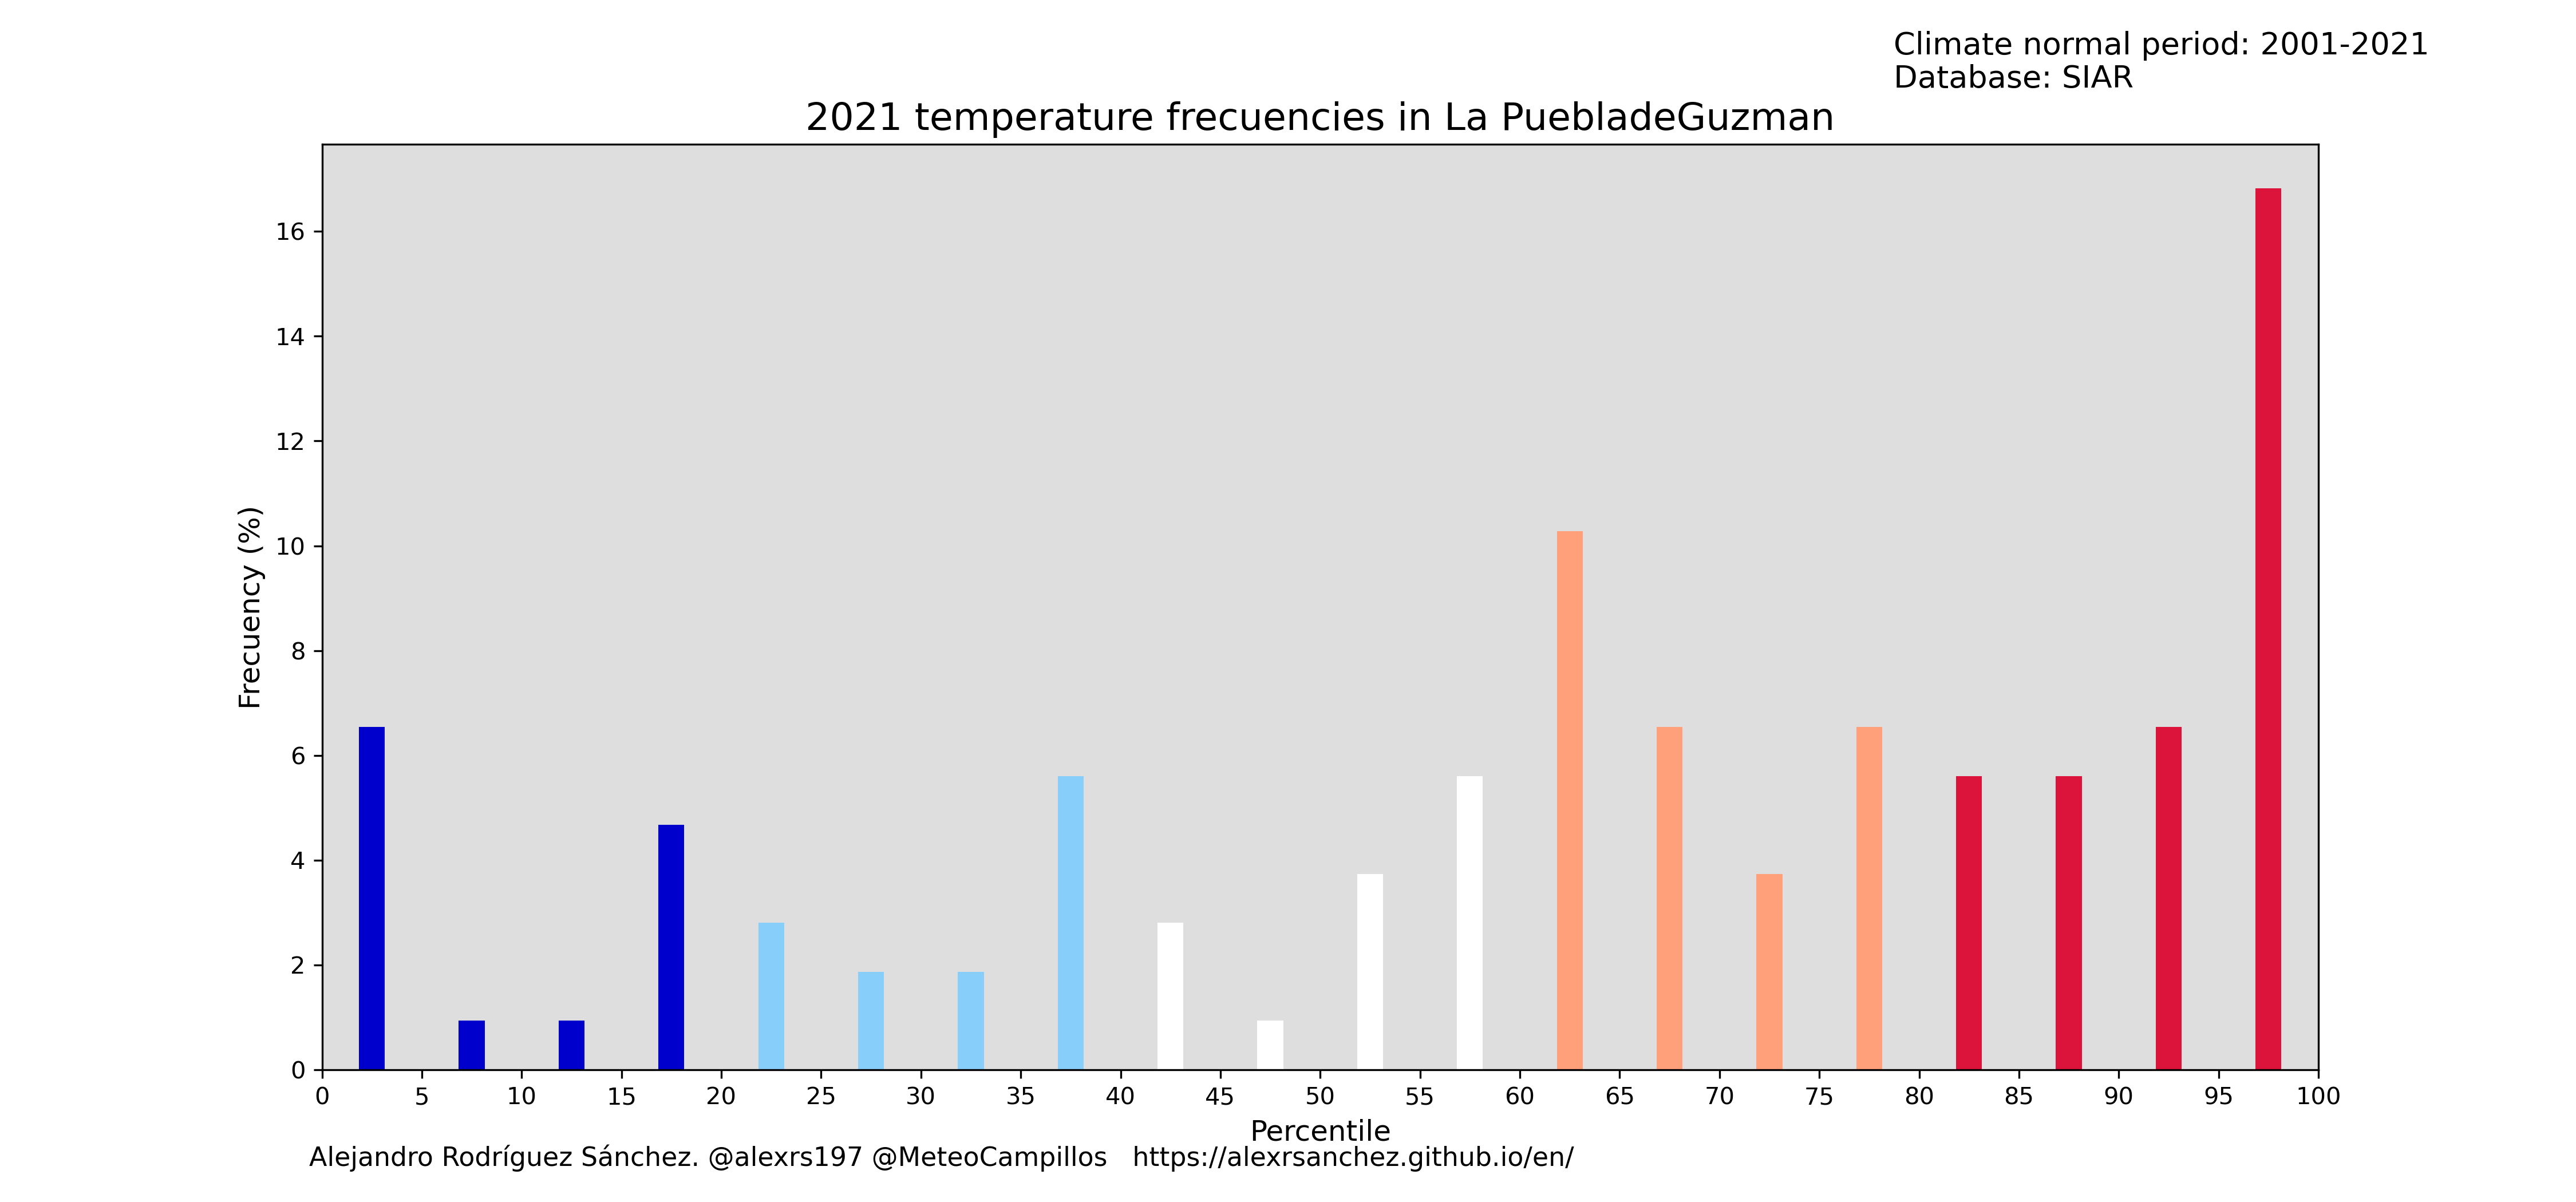 Climate normal period: 2001-2021
Database: SIAR
2021 temperature frecuencies in La PuebladeGuzman
Frecuency (%)
16
14
12
10
8
6
4
2
0
0 5 10 15 20 25 30 35 40 45 50 55 60 65 70 75 80 85 90 95 100
Percentile
Alejandro Rodríguez Sánchez. @alexrs197 @MeteoCampillos https://alexrsanchez.github.io/en/